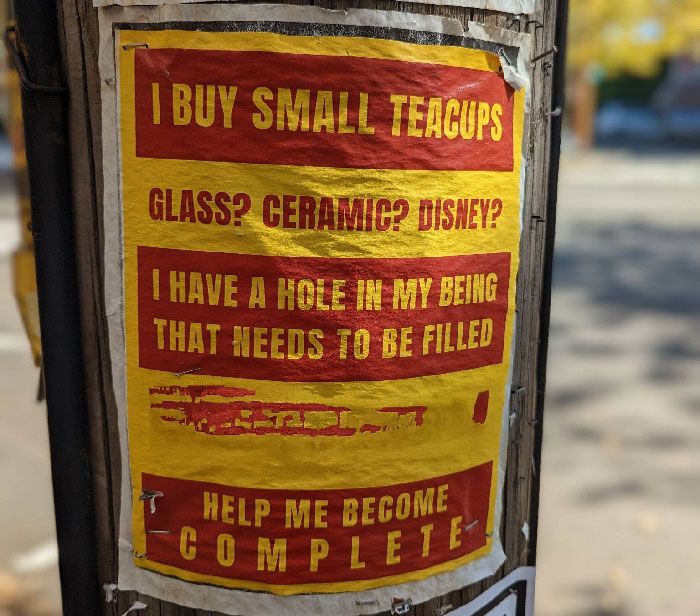 I BUY SMALL TEACUPS
GLASS? CERAMIC? DISNEY?
I HAVE A HOLE IN MY BEING
THAT NEEDS TO BE FILLED
HELP ME BECOME
COMPLETE